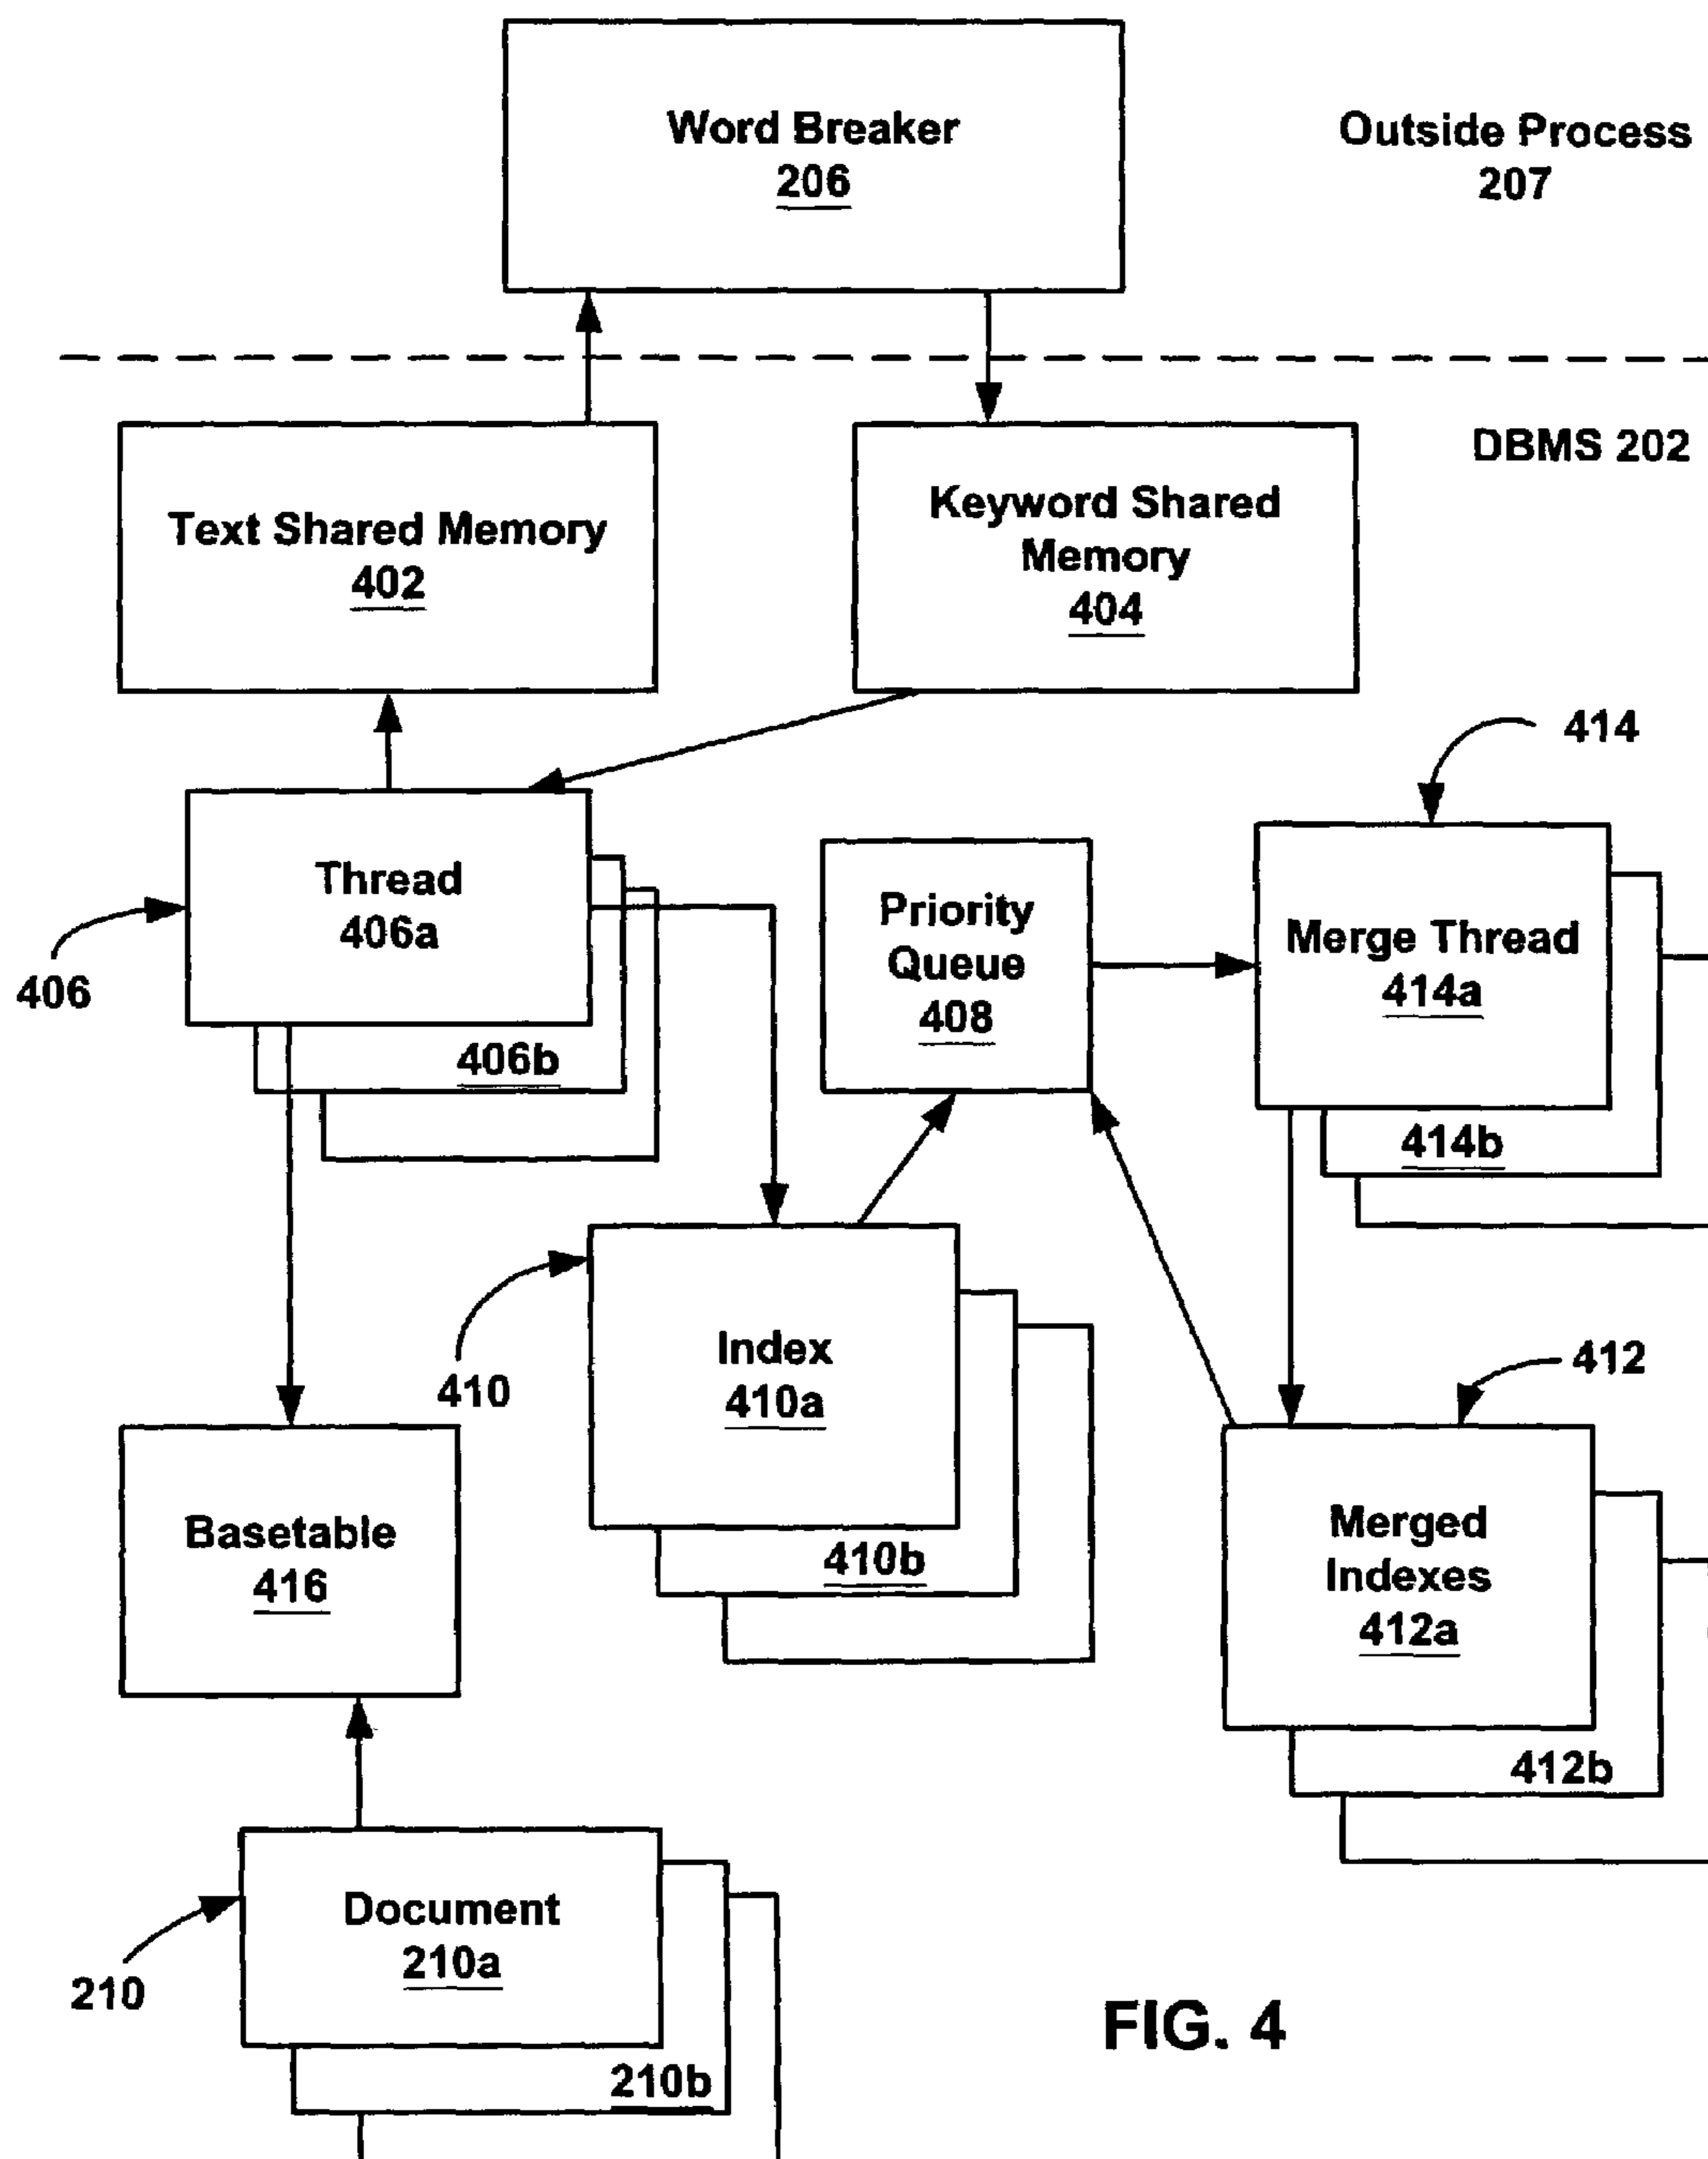 Word Breaker
206
Outside Process
207
DBMS 202
Text Shared Memory
402
Keyword Shared
Memory
404
414
Thread
406a
406
406b
Priority
Queue
408
Merge Thread
414a
414b
410
Index
410a
410b
412
Merged
Indexes
412a
412b
Basetable
416
Document
210a
210
210b
FIG. 4